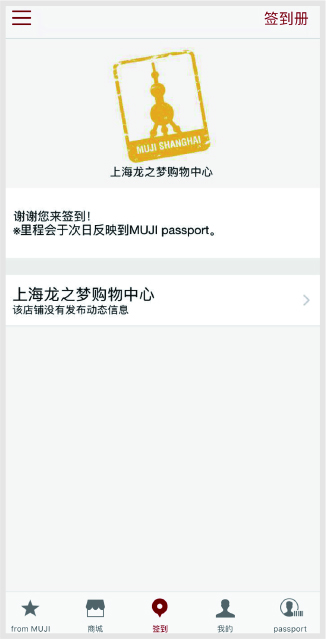 签到册
MUJI SHANGHAI
上海龙之梦购物中心
谢谢您来签到!
※里程会于次日反映到MUJI passport。
上海龙之梦购物中心
该店铺没有发布动态信息
from MUJI
商城
签到
我的
passport